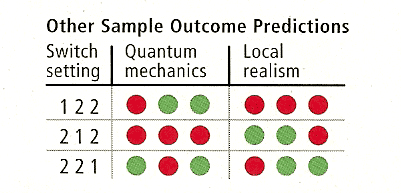 Other Sample Outcome Predictions
Switch setting Quantum mechanics Local realism
1 2 2
2 1 2
2 2 1